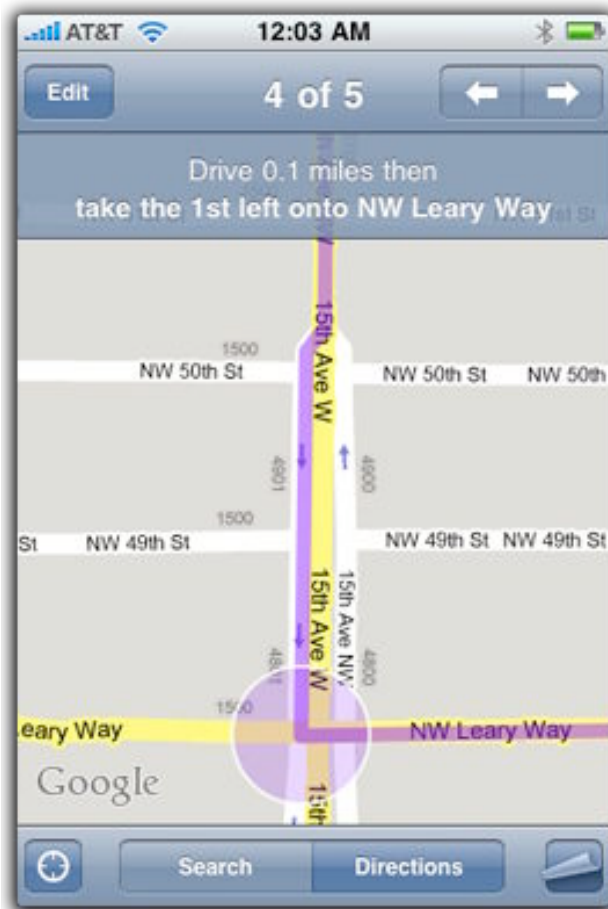 AT&T 12:03 AM
Edit 4 of 5
Drive 0.1 miles then
take the 1st left onto NW Leary Way
15th Ave W
1500
NW 50th St NW 50th St NW 50th
4901 4900
1500
St NW 49th St NW 49th St NW 49th St
15th Ave W 15th Ave NW
4801 4800
1500
Leary Way NW Leary Way
Google
15th
Search Directions